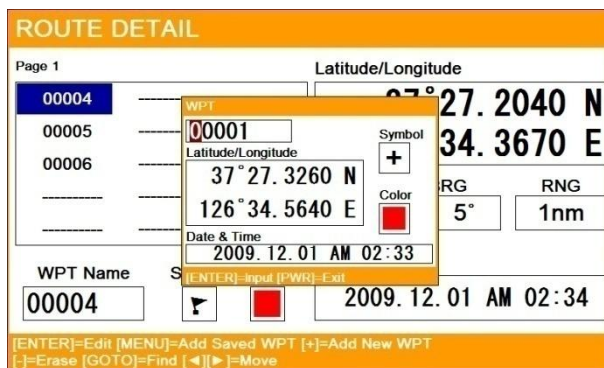 ROUTE DETAIL
Page 1
Latitude/Longitude
00004
00005
00006
27.2040 N
34.3670 E
RNG
5°
1nm
WPT
00001
Symbol
+
Latitude/Longitude
37°27.3260 N
126°34.5640 E
Color
Date & Time
2009.12.01 AM 02:33
[ENTER]=Input [PWR]=Exit
WPT Name
S
00004
2009.12.01 AM 02:34
[ENTER]=Edit [MENU]=Add Saved WPT [+]=Add New WPT
[-]=Erase [GOTO]=Find [◄][►]=Move